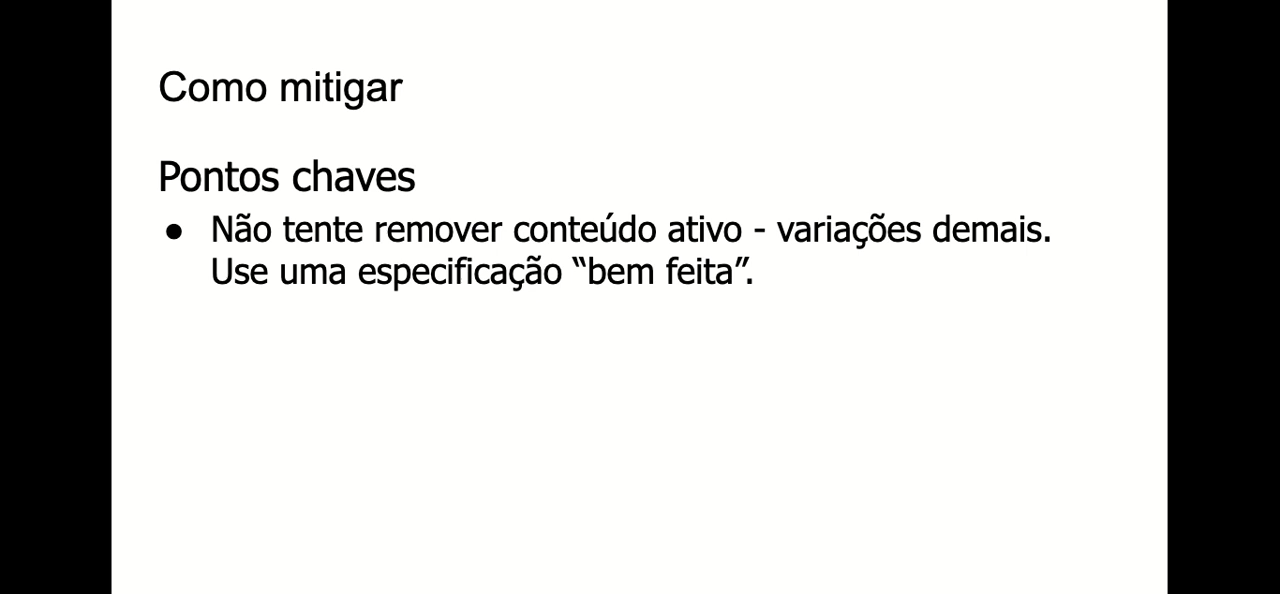 Como mitigar
Pontos chaves
● Não tente remover conteúdo ativo - variações demais.
Use uma especificação “bem feita”.